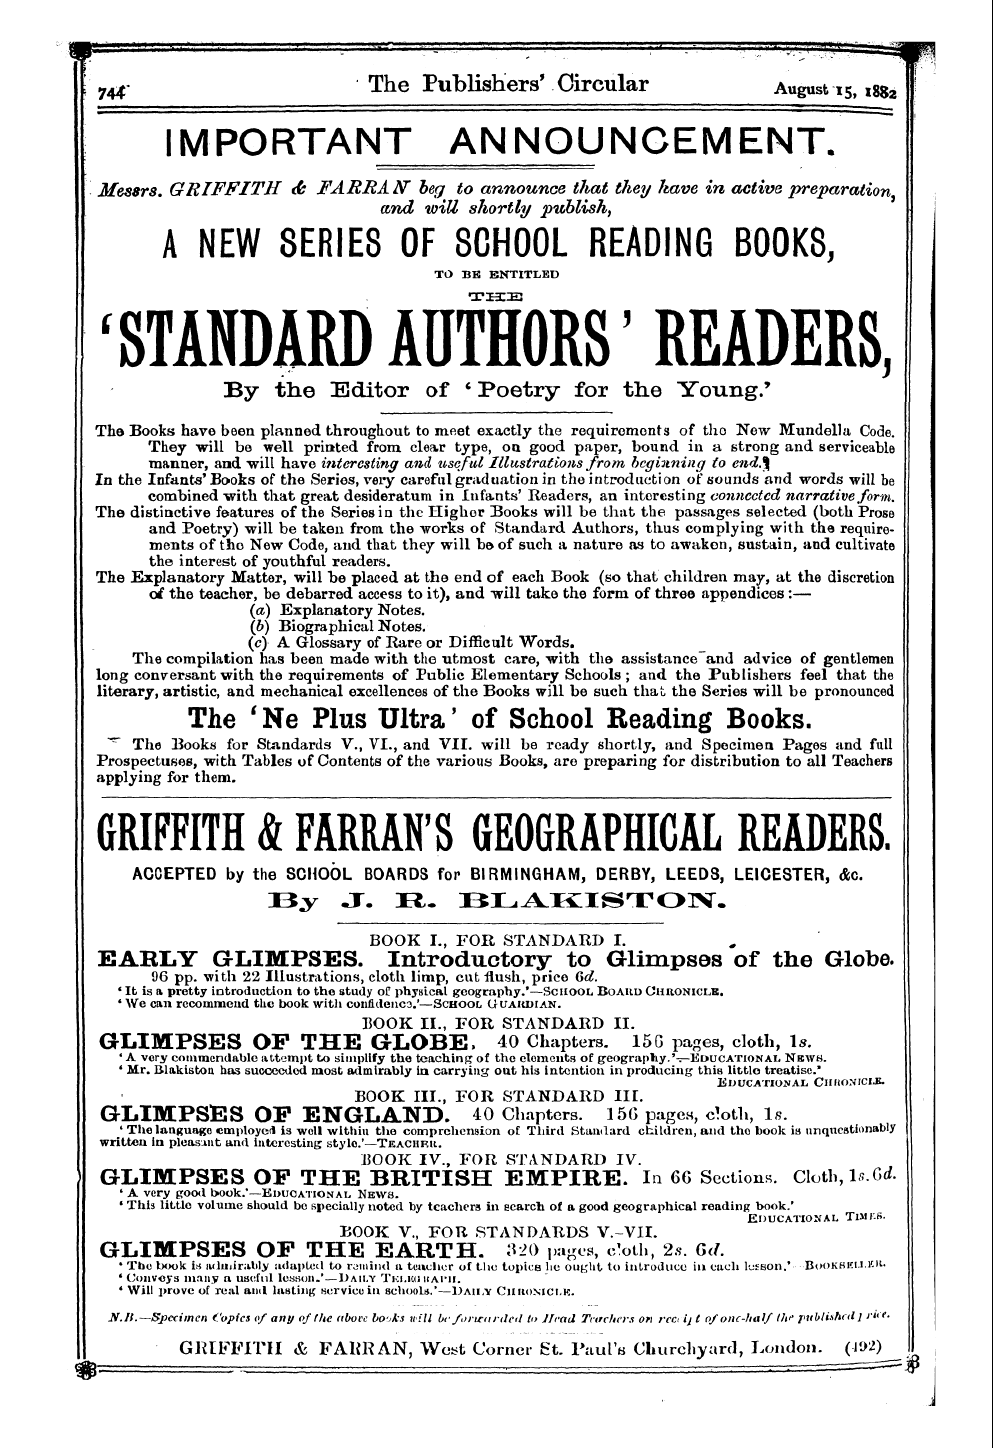 744
The Publishers' Circular
August 15, 1882
IMPORTANT ANNOUNCEMENT.
Messrs. GRIFFITH & FARRAN beg to announce that they have in active preparation,
and will shortly publish,
A NEW SERIES OF SCHOOL READING BOOKS,
TO BE ENTITLED
THE
'STANDARD AUTHORS' READERS,
By the Editor of 'Poetry for the Young.'
The Books have been planned throughout to meet exactly the requirements of the New Mundella Code.
They will be well printed from clear type, on good paper, bound in a strong and serviceable
manner, and will have interesting and useful Illustrations from beginning to end.
In the Infants' Books of the Series, very careful graduation in the introduction of sounds and words will be
combined with that great desideratum in Infants' Readers, an interesting connected narrative form.
The distinctive features of the Series in the Higher Books will be that the passages selected (both Prose
and Poetry) will be taken from the works of Standard Authors, thus complying with the require-
ments of the New Code, and that they will be of such a nature as to awaken, sustain, and cultivate
the interest of youthful readers.
The Explanatory Matter, will be placed at the end of each Book (so that children may, at the discretion
of the teacher, be debarred access to it), and will take the form of three appendices:—
(a) Explanatory Notes.
(b) Biographical Notes.
(c) A Glossary of Rare or Difficult Words.
The compilation has been made with the utmost care, with the assistance and advice of gentlemen
long conversant with the requirements of Public Elementary Schools; and the Publishers feel that the
literary, artistic, and mechanical excellences of the Books will be such that the Series will be pronounced
The 'Ne Plus Ultra' of School Reading Books.
The Books for Standards V., VI., and VII. will be ready shortly, and Specimen Pages and full
Prospectuses, with Tables of Contents of the various Books, are preparing for distribution to all Teachers
applying for them.
GRIFFITH & FARRAN'S GEOGRAPHICAL READERS.
ACCEPTED by the SCHOOL BOARDS for BIRMINGHAM, DERBY, LEEDS, LEICESTER, &c.
By J. R. BLAKISTON.
BOOK I., FOR STANDARD I.
EARLY GLIMPSES. Introductory to Glimpses of the Globe.
96 pp. with 22 Illustrations, cloth limp, cut flush, price 6d.
'It is a pretty introduction to the study of physical geography.'—SCHOOL BOARD CHRONICLE.
'We can recommend the book with confidence.'—SCHOOL GUARDIAN.
BOOK II., FOR STANDARD II.
GLIMPSES OF THE GLOBE. 40 Chapters. 156 pages, cloth, 1s.
'A very commendable attempt to simplify the teaching of the elements of geography.'—EDUCATIONAL NEWS.
'Mr. Blakiston has succeeded most admirably in carrying out his intention in producing this little treatise.'
EDUCATIONAL CHRONICLE.
BOOK III., FOR STANDARD III.
GLIMPSES OF ENGLAND. 40 Chapters. 156 pages, cloth, 1s.
'The language employed is well within the comprehension of Third Standard children, and the book is unquestionably
written in pleasant and interesting style.'—TEACHER.
BOOK IV., FOR STANDARD IV.
GLIMPSES OF THE BRITISH EMPIRE. In 66 Sections. Cloth, 1s. 6d.
'A very good book.'—EDUCATIONAL NEWS.
'This little volume should be specially noted by teachers in search of a good geographical reading book.'
EDUCATIONAL TIMES.
BOOK V., FOR STANDARDS V.-VII.
GLIMPSES OF THE EARTH. 320 pages, cloth, 2s. 6d.
'The book is admirably adapted to remind a teacher of the topics he ought to introduce in each lesson.'—BOOKSELLER.
'Conveys many a useful lesson.'—DAILY TELEGRAPH.
'Will prove of real and lasting service in schools.'—DAILY CHRONICLE.
N.B.—Specimen Copies of any of the above books will be forwarded to Head Teachers on receipt of one-half the published price.
GRIFFITH & FARRAN, West Corner St. Paul's Churchyard, London. (492)